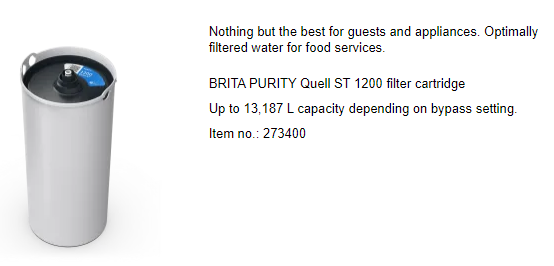 Nothing but the best for guests and appliances. Optimally
filtered water for food services.
BRITA PURITY Quell ST 1200 filter cartridge
Up to 13,187 L capacity depending on bypass setting.
Item no.: 273400